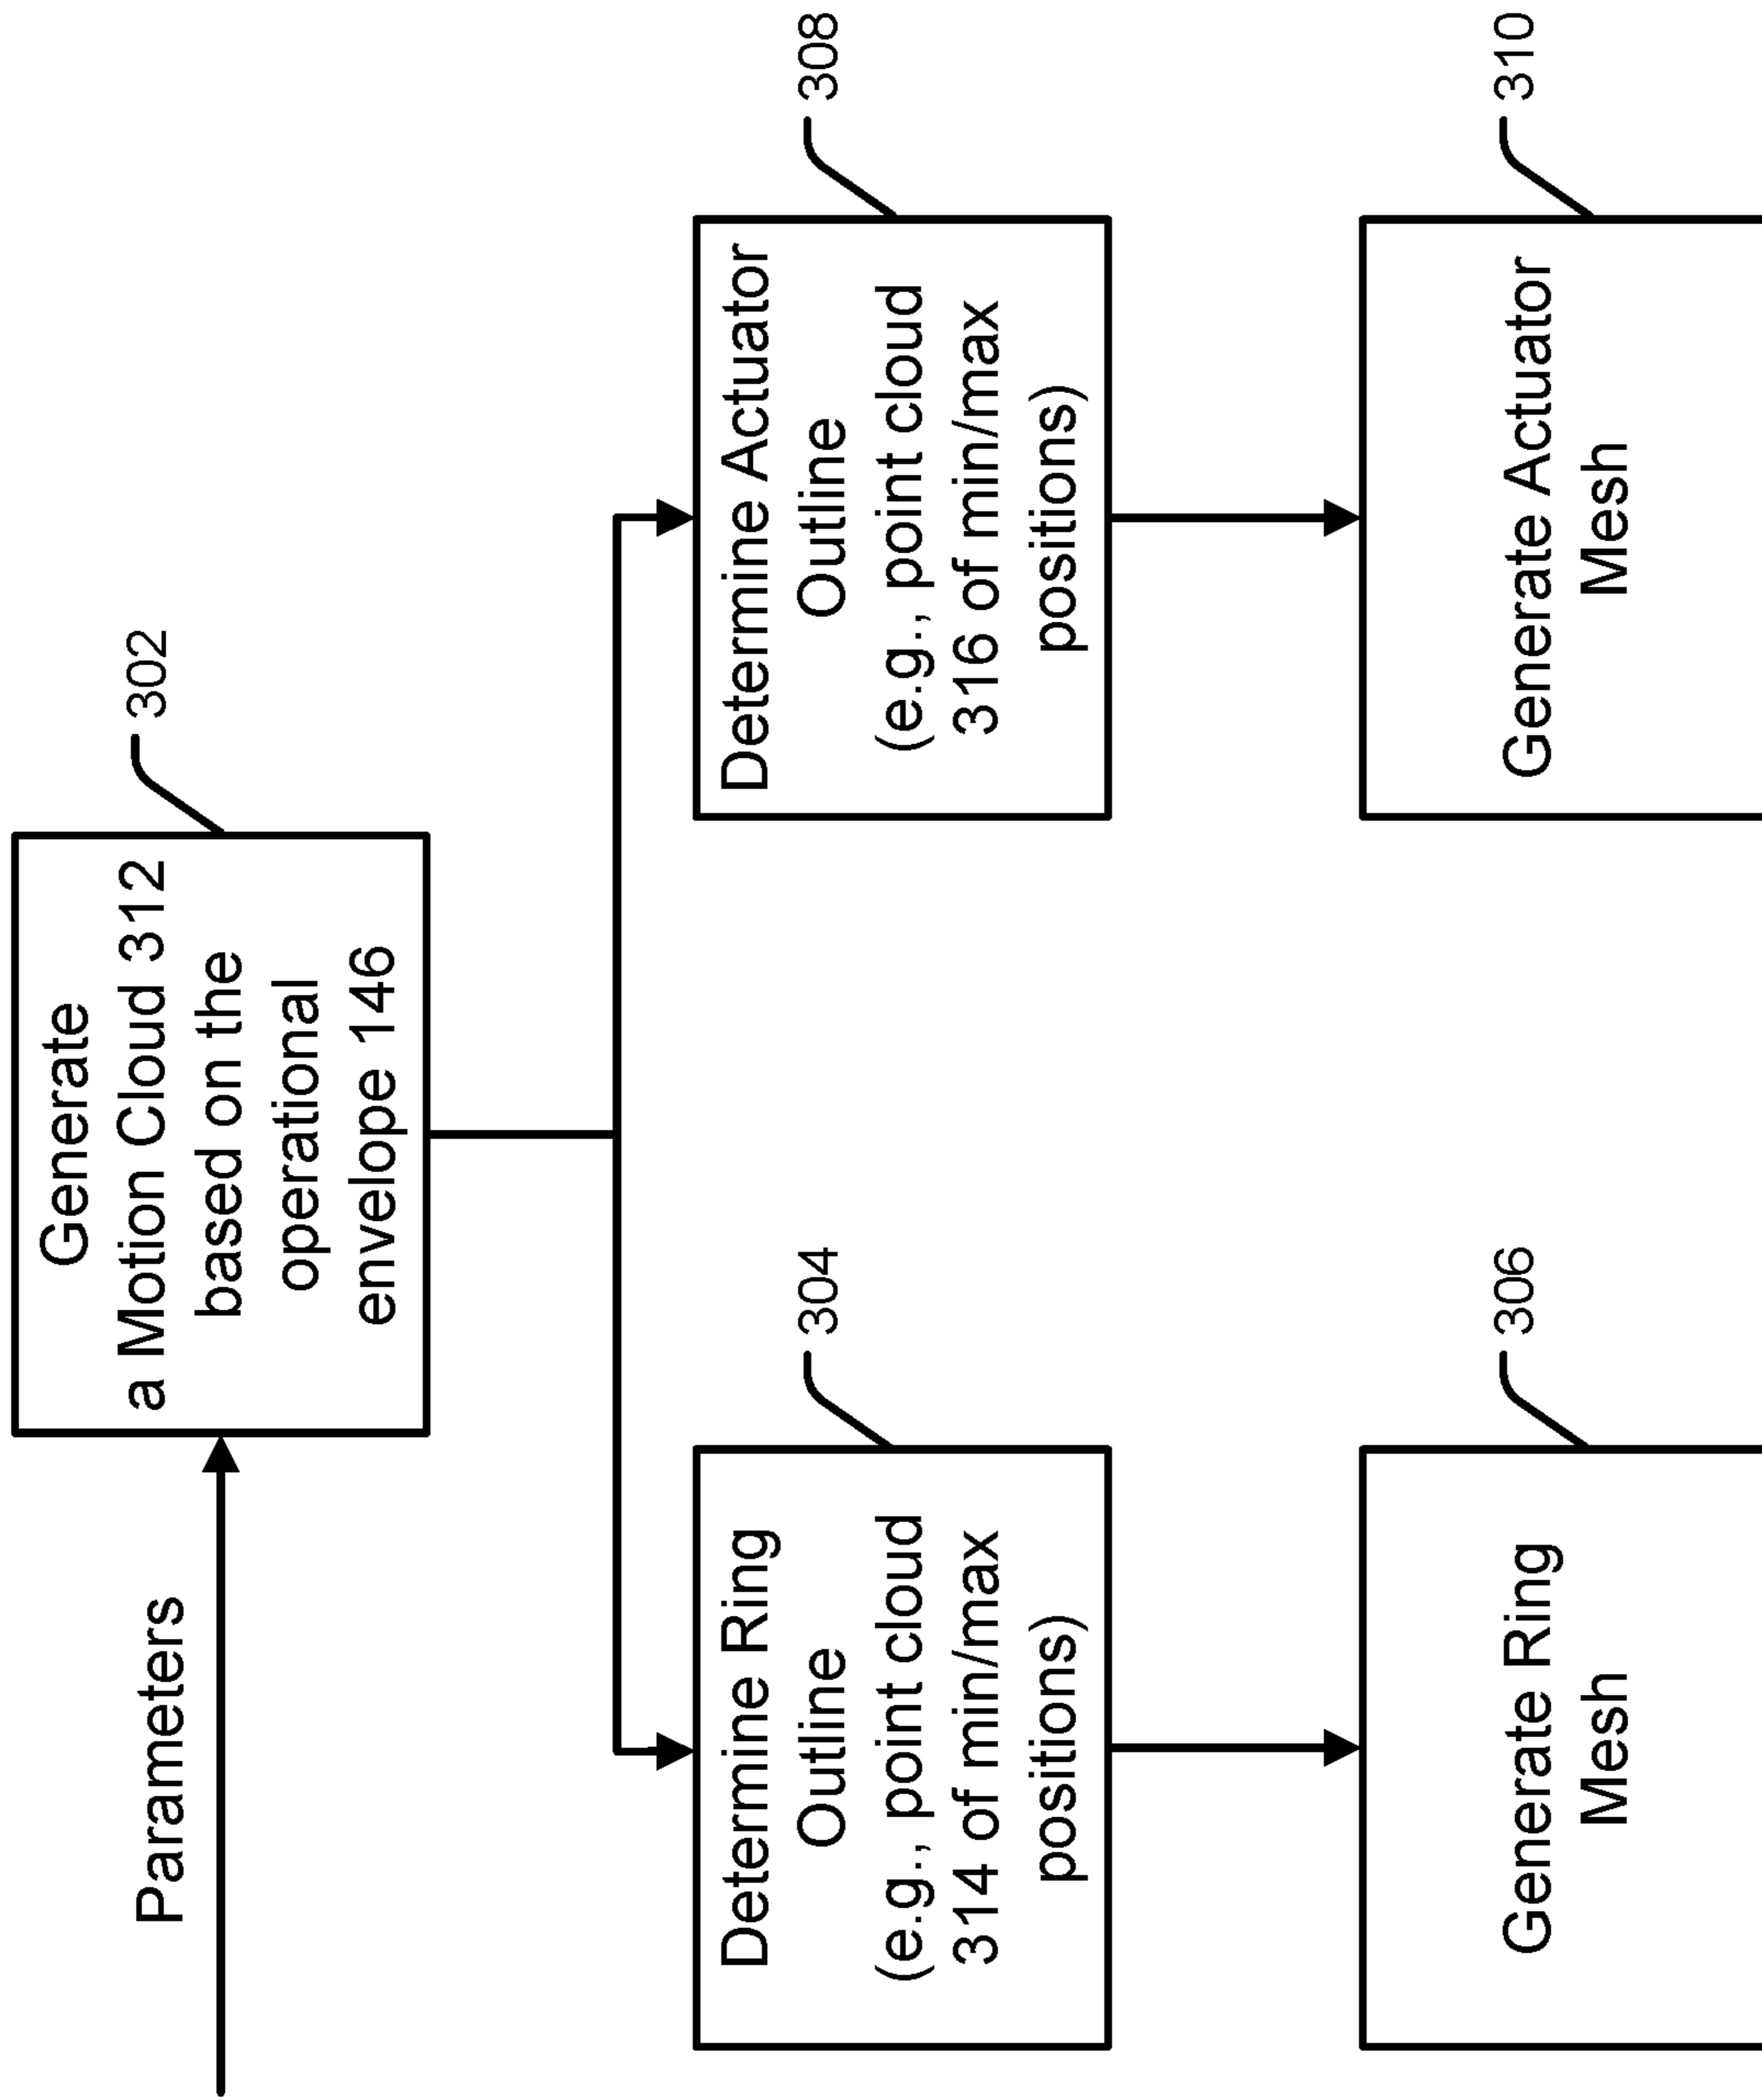 Parameters
Generate
a Motion Cloud 312
based on the
operational
envelope 146
302
Determine Ring
Outline
(e.g., point cloud
314 of min/max
positions)
304
Determine Actuator
Outline
(e.g., point cloud
316 of min/max
positions)
308
Generate Ring
Mesh
306
Generate Actuator
Mesh
310